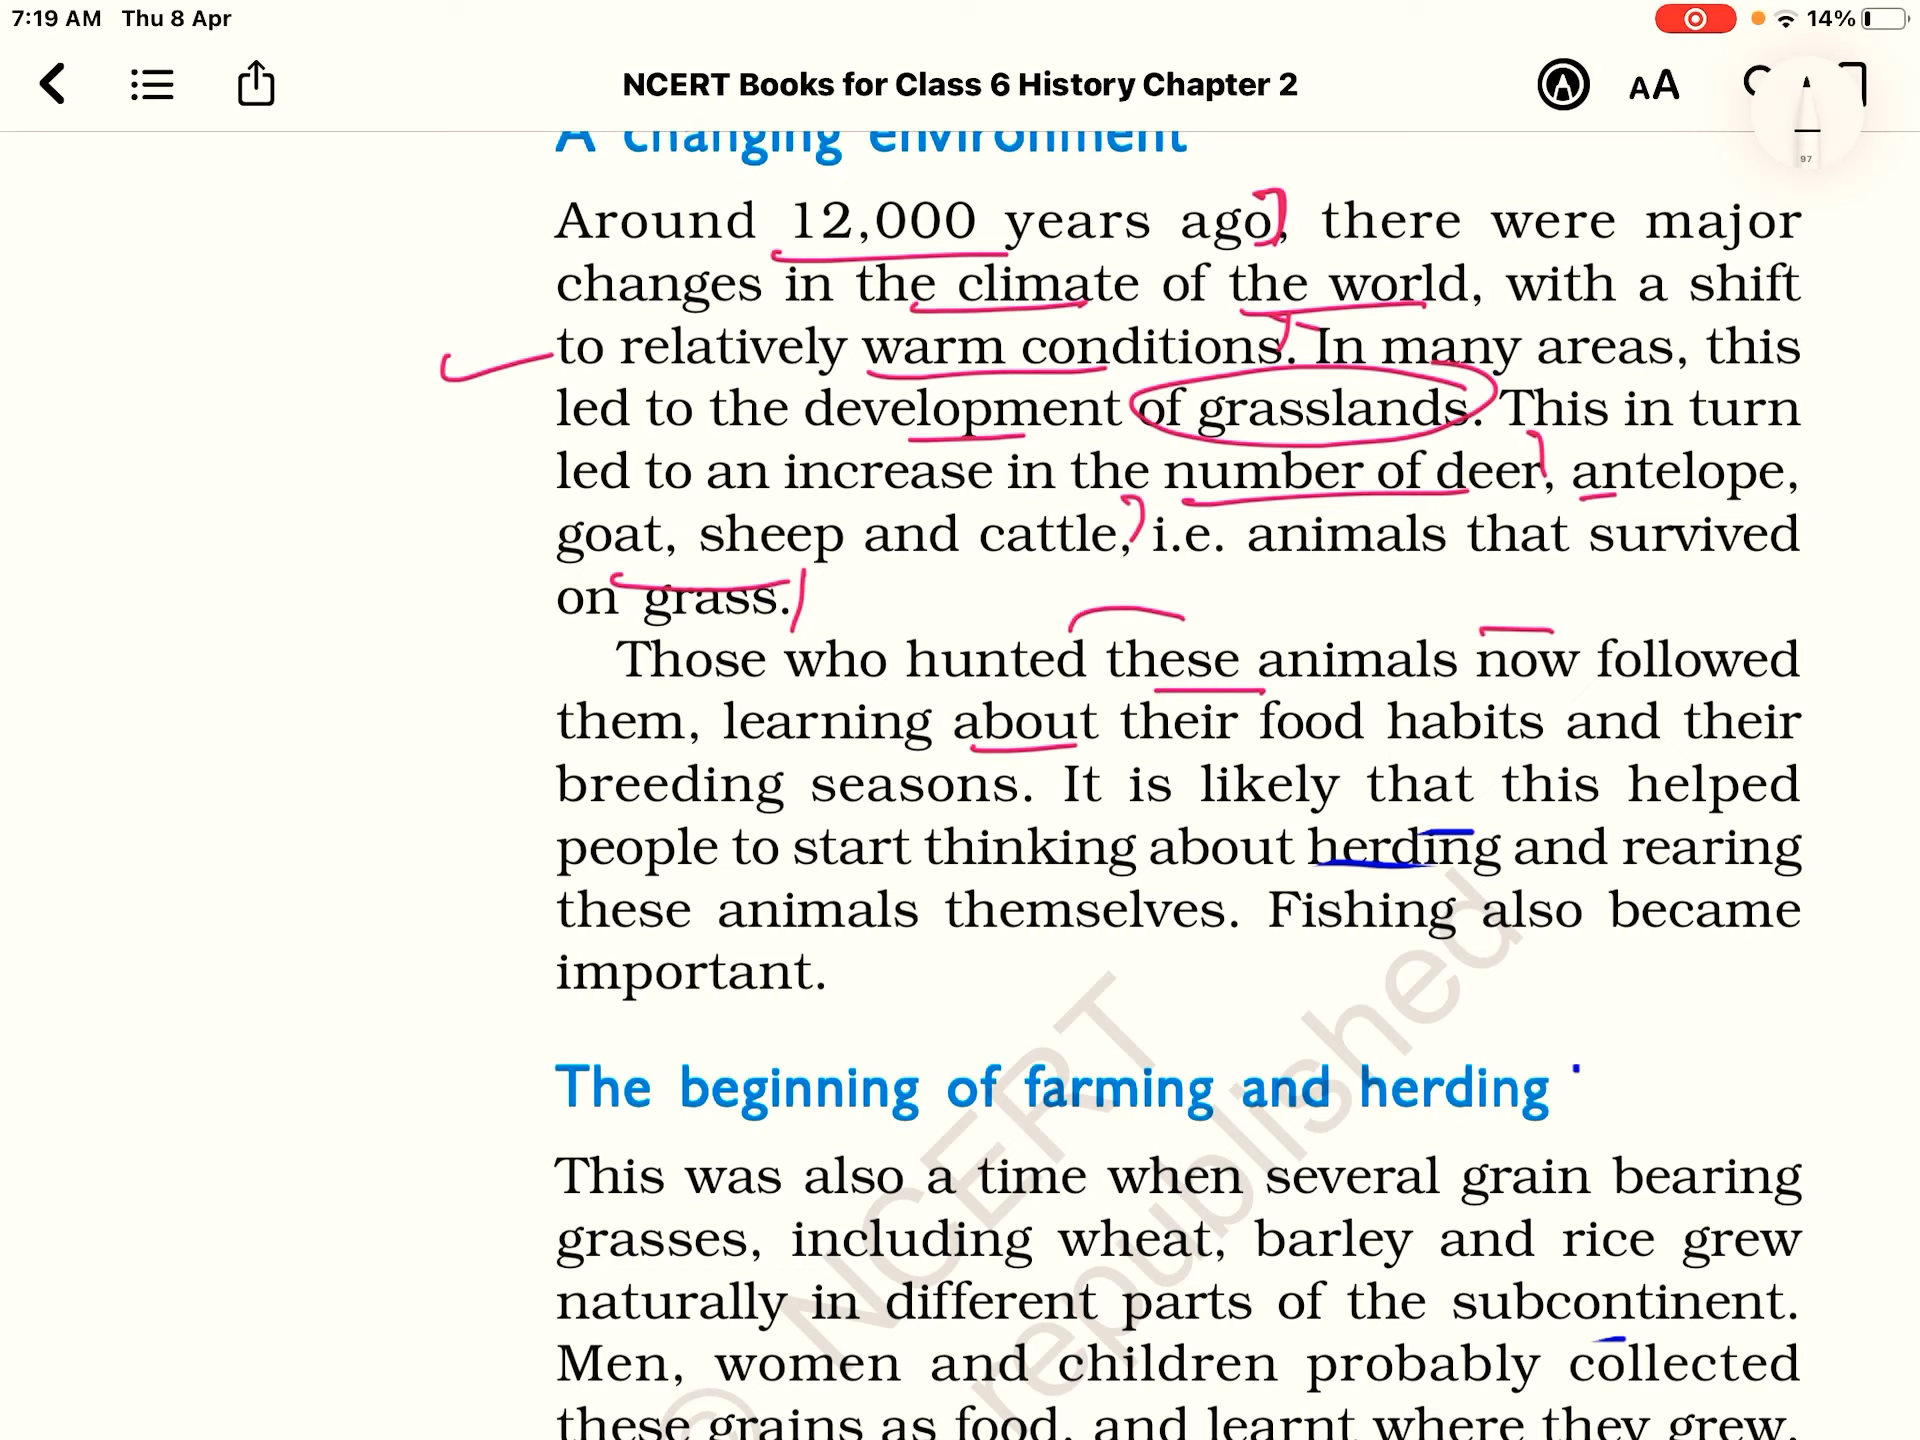 7:19 AM Thu 8 Apr
14%
NCERT Books for Class 6 History Chapter 2
AA
97
A changing environment
Around 12,000 years ago, there were major
changes in the climate of the world, with a shift
to relatively warm conditions. In many areas, this
led to the development of grasslands. This in turn
led to an increase in the number of deer, antelope,
goat, sheep and cattle, i.e. animals that survived
on grass.
Those who hunted these animals now followed
them, learning about their food habits and their
breeding seasons. It is likely that this helped
people to start thinking about herding and rearing
these animals themselves. Fishing also became
important.
The beginning of farming and herding
This was also a time when several grain bearing
grasses, including wheat, barley and rice grew
naturally in different parts of the subcontinent.
Men, women and children probably collected
these grains as food, and learnt where they grew,
© NCERT
republished